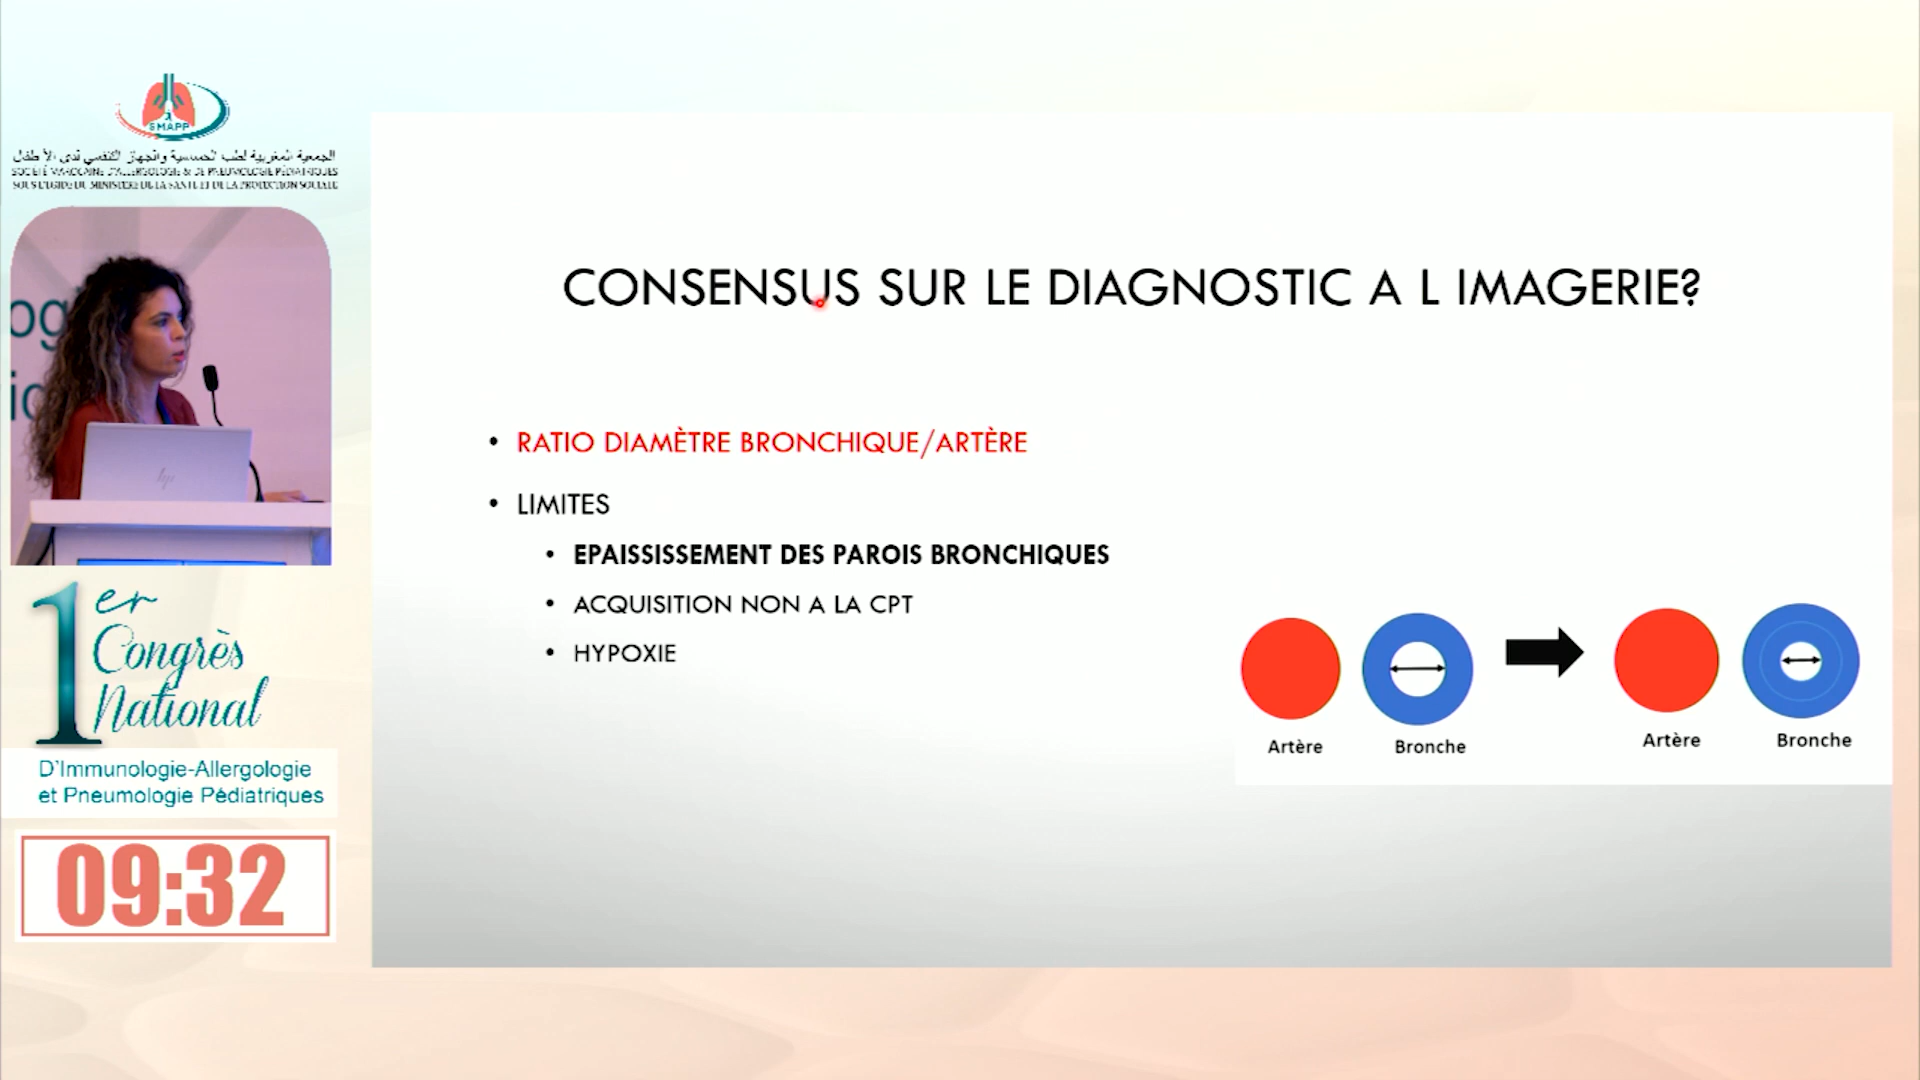 SMAPP
الجمعية المغربية لطب الحساسية والجهاز التنفسي لدى الأطفال
SOCIÉTÉ MAROCAINE D'ALLERGOLOGIE & DE PNEUMOLOGIE PÉDIATRIQUES
SOUS L'EGIDE DU MINISTERE DE LA SANTE ET DE LA PROTECTION SOCIALE
og
ic
hp
1er
Congrès
National
D'Immunologie-Allergologie
et Pneumologie Pédiatriques
09:32
CONSENSUS SUR LE DIAGNOSTIC A L IMAGERIE?
• RATIO DIAMÈTRE BRONCHIQUE/ARTÈRE
• LIMITES
• EPAISSISSEMENT DES PAROIS BRONCHIQUES
• ACQUISITION NON A LA CPT
• HYPOXIE
Artère
Bronche
Artère
Bronche